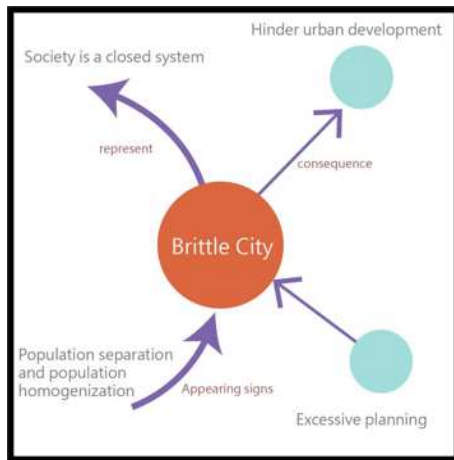 Hinder urban development
Society is a closed system
represent
consequence
Brittle City
Population separation
and population
homogenization
Appearing signs
Excessive planning